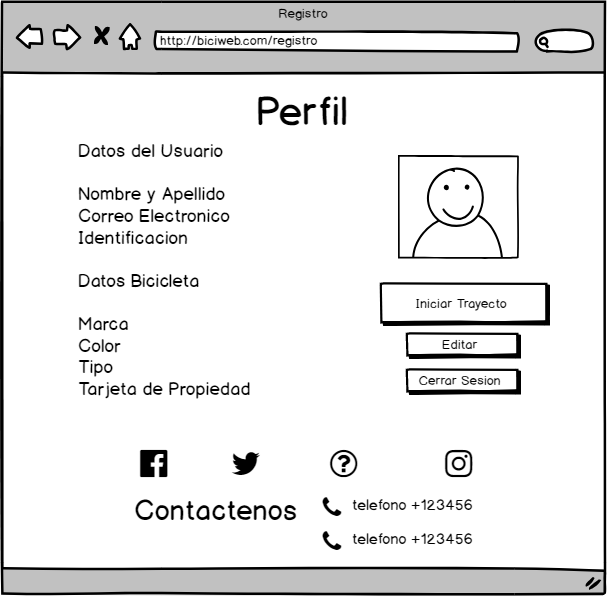 Registro
http://biciweb.com/registro
Perfil
Datos del Usuario
Nombre y Apellido
Correo Electronico
Identificacion
Datos Bicicleta
Marca
Color
Tipo
Tarjeta de Propiedad
Iniciar Trayecto
Editar
Cerrar Sesion
Contactenos
telefono +123456
telefono +123456